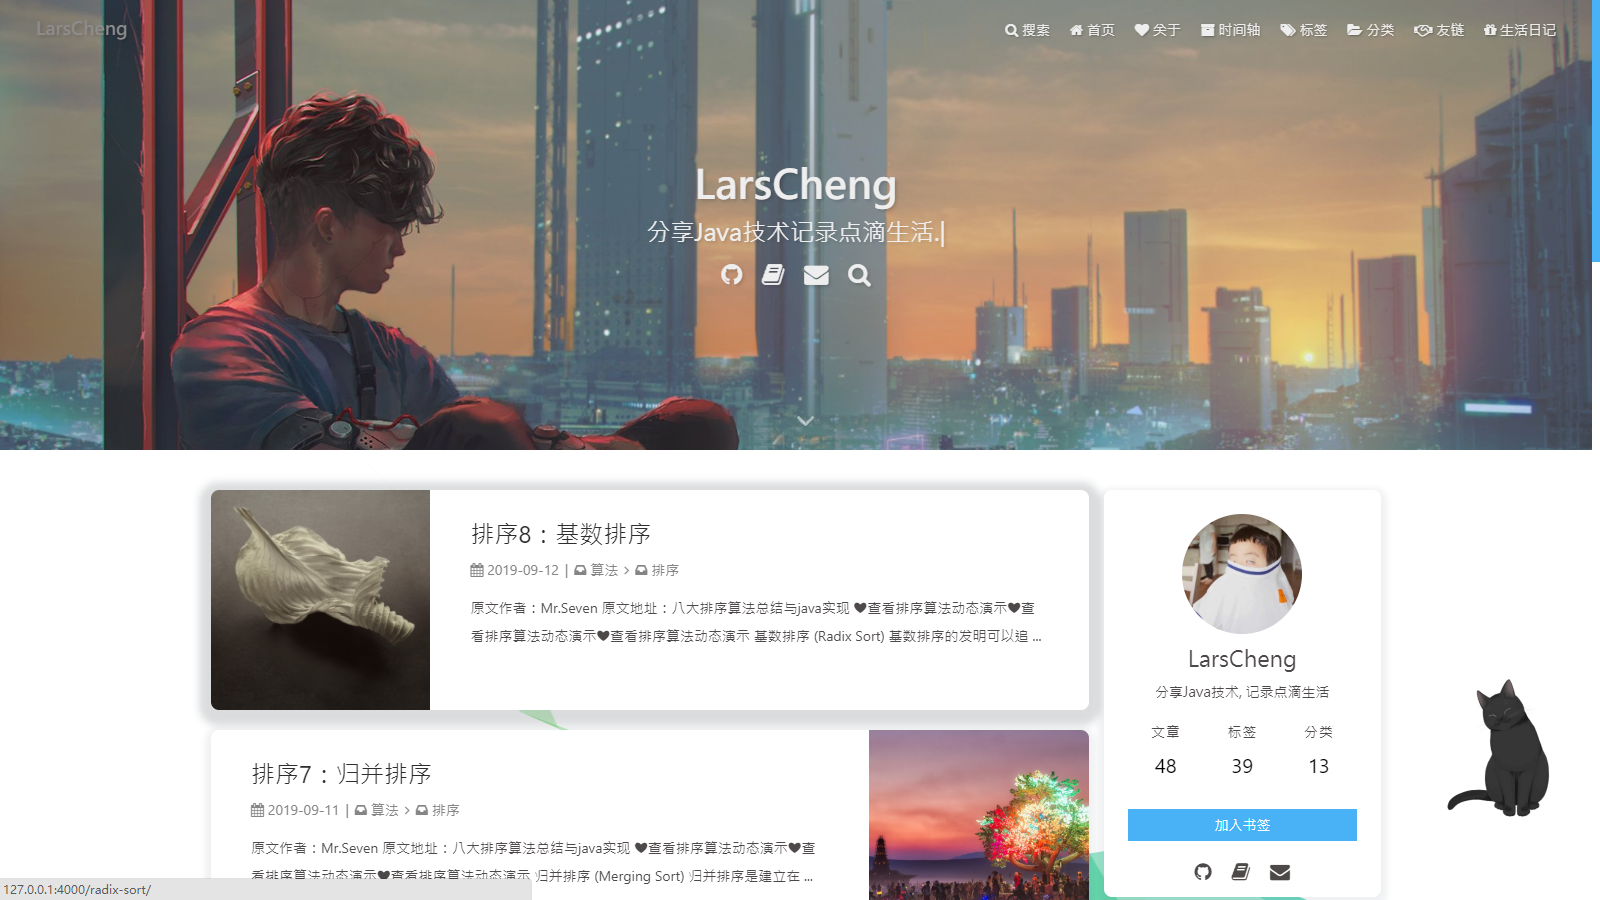 LarsCheng
搜索 首页 关于 时间轴 标签 分类 友链 生活日记
LarsCheng
分享Java技术记录点滴生活.|
排序8：基数排序
2019-09-12 | 算法 > 排序
原文作者：Mr.Seven 原文地址：八大排序算法总结与java实现 ❤查看排序算法动态演示❤查
看排序算法动态演示❤查看排序算法动态演示 基数排序 (Radix Sort) 基数排序的发明可以追 ...
排序7：归并排序
2019-09-11 | 算法 > 排序
原文作者：Mr.Seven 原文地址：八大排序算法总结与java实现 ❤查看排序算法动态演示❤查
看排序算法动态演示❤查看排序算法动态演示 归并排序 (Merging Sort) 归并排序是建立在 ...
LarsCheng
分享Java技术, 记录点滴生活
文章 标签 分类
48 39 13
加入书签
127.0.0.1:4000/radix-sort/